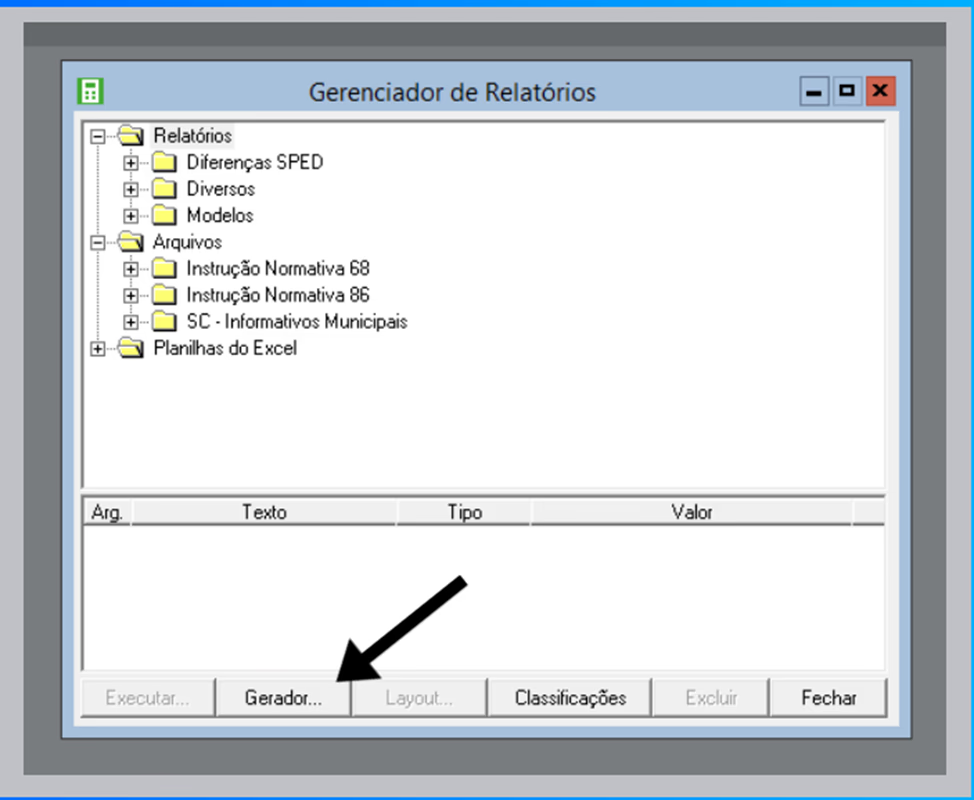 Gerenciador de Relatórios
Relatórios
Diferenças SPED
Diversos
Modelos
Arquivos
Instrução Normativa 68
Instrução Normativa 86
SC - Informativos Municipais
Planilhas do Excel
Arg. Texto Tipo Valor
Executar... Gerador... Layout... Classificações Excluir Fechar